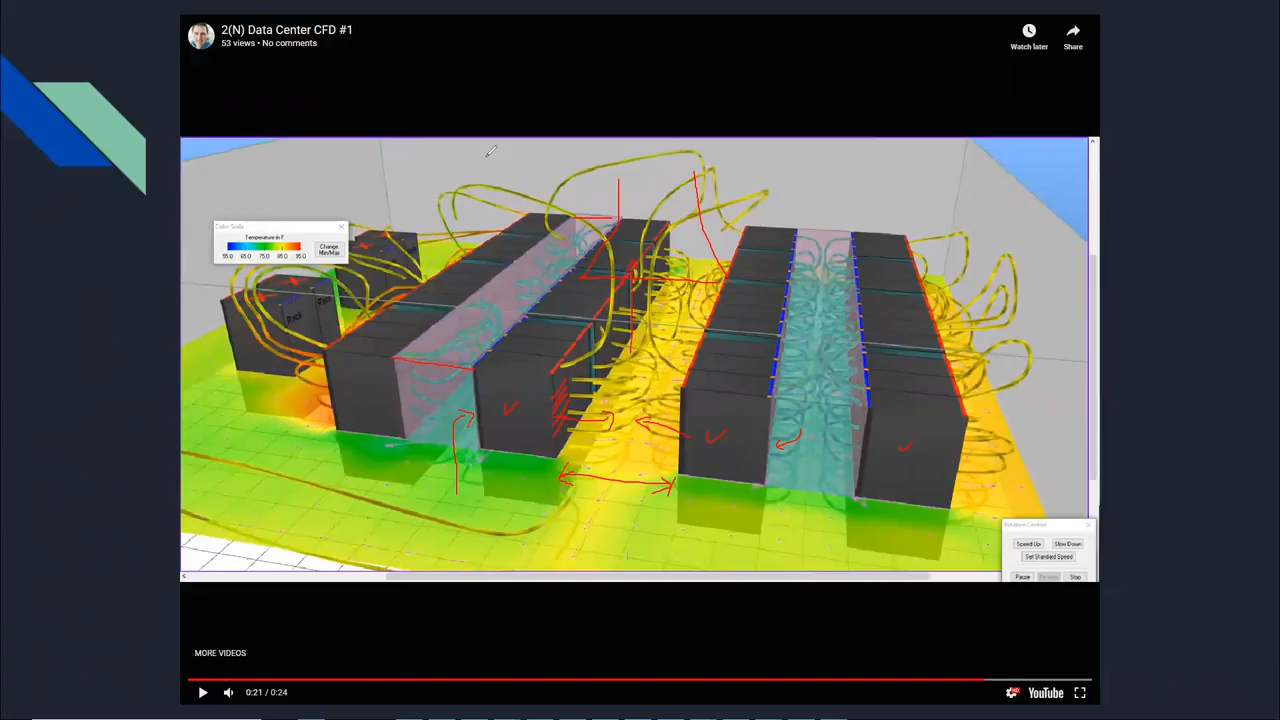 2(N) Data Center CFD #1
53 views • No comments
Watch later
Share
Color Scale
Temperature in F
Change
Min/Max
55.0 65.0 75.0 85.0 95.0
Rack
Rotation Control
Speed Up
Slow Down
Set Standard Speed
Pause
Stop
MORE VIDEOS
0:21 / 0:24
HD
YouTube